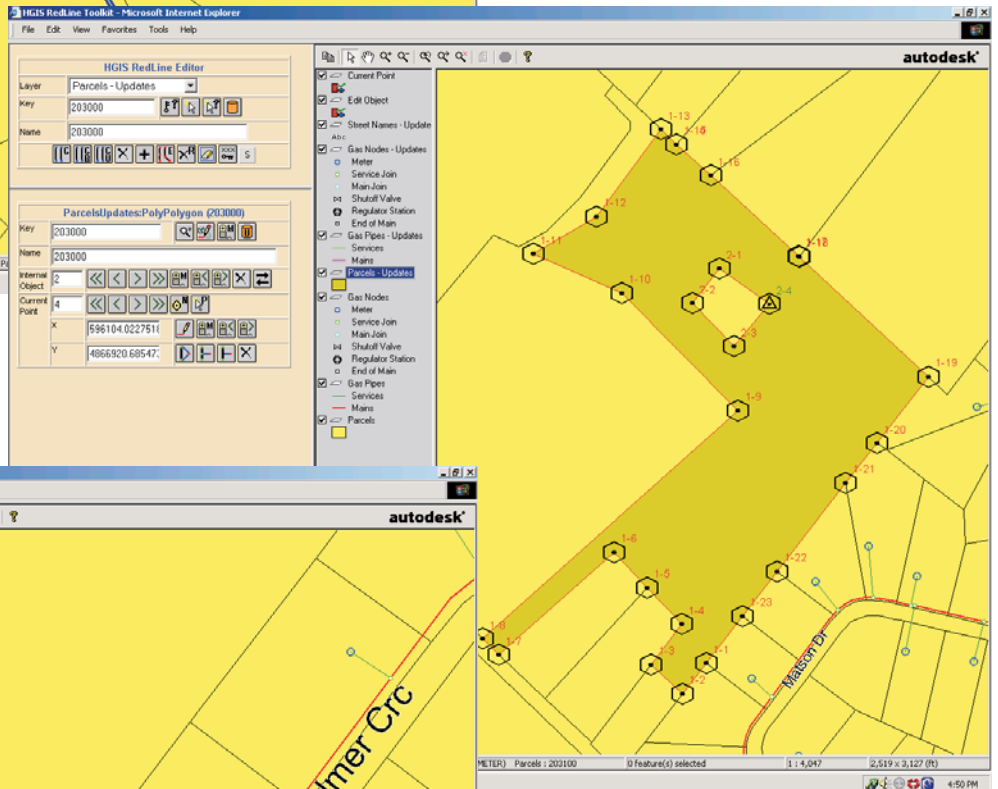 HGIS RedLine Toolkit - Microsoft Internet Explorer
File Edit View Favorites Tools Help
autodesk®
HGIS RedLine Editor
Layer Parcels - Updates
Key 203000
Name 203000
S
ParcelsUpdates:PolyPolygon (203000)
Key 203000
Name 203000
Internal Object 2
Current Point 4
X 596104.0227518
Y 4866920.68547
Current Point
Edit Object
Street Names - Update
Abc
Gas Nodes - Updates
Meter
Service Join
Main Join
Shutoff Valve
Regulator Station
End of Main
Gas Pipes - Updates
Services
Mains
Parcels - Updates
Gas Nodes
Meter
Service Join
Main Join
Shutoff Valve
Regulator Station
End of Main
Gas Pipes
Services
Mains
Parcels
1-13
1-16
1-12
1-11
1-10
2-1
2-2
2-4
2-3
1-19
1-9
1-20
1-21
1-6
1-22
1-5
1-23
1-4
1-8
1-7
1-3
1-1
1-2
Matson Dr
METER) Parcels : 203100 0 feature(s) selected 1 : 4,047 2,519 x 3,127 (ft)
4:50 PM
autodesk®
lmer Crc